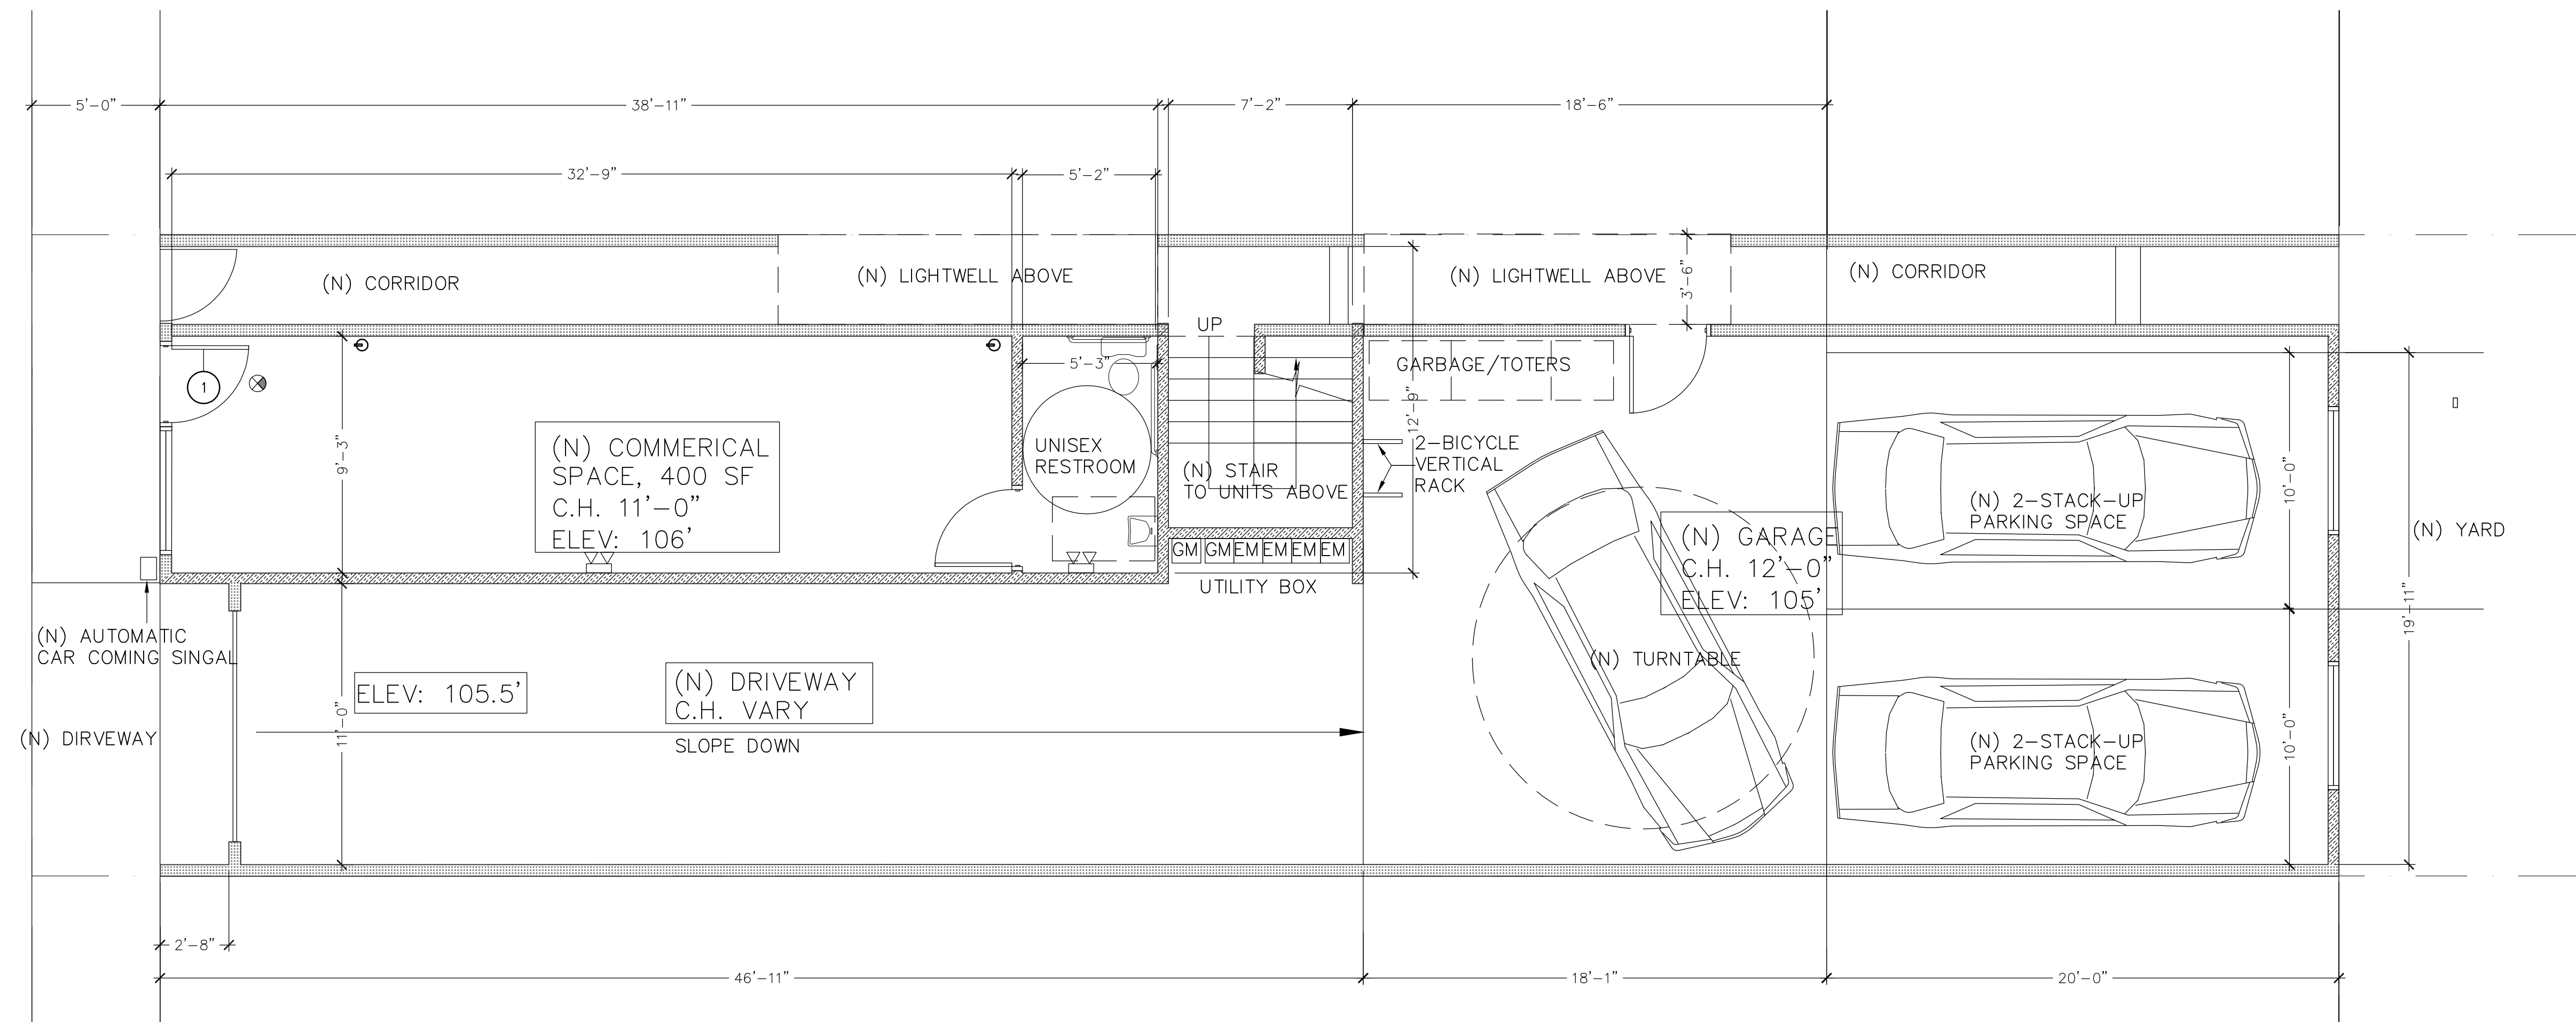 5'-0"
38'-11"
7'-2"
18'-6"
32'-9"
5'-2"
(N) CORRIDOR
(N) LIGHTWELL ABOVE
(N) LIGHTWELL ABOVE
3'-6"
(N) CORRIDOR
UP
1
5'-3"
GARBAGE/TOTERS
9'-3"
12'-9"
(N) COMMERICAL
SPACE, 400 SF
C.H. 11'-0"
ELEV: 106'
UNISEX
RESTROOM
(N) STAIR
TO UNITS ABOVE
2-BICYCLE
VERTICAL
RACK
GM
GM
EM
EM
EM
EM
UTILITY BOX
(N) GARAGE
C.H. 12'-0"
ELEV: 105'
(N) 2-STACK-UP
PARKING SPACE
10'-0"
(N) YARD
19'-11"
(N) AUTOMATIC
CAR COMING SINGAL
ELEV: 105.5'
(N) DRIVEWAY
C.H. VARY
SLOPE DOWN
(N) DIRVEWAY
11'-0"
(N) TURNTABLE
(N) 2-STACK-UP
PARKING SPACE
10'-0"
2'-8"
46'-11"
18'-1"
20'-0"